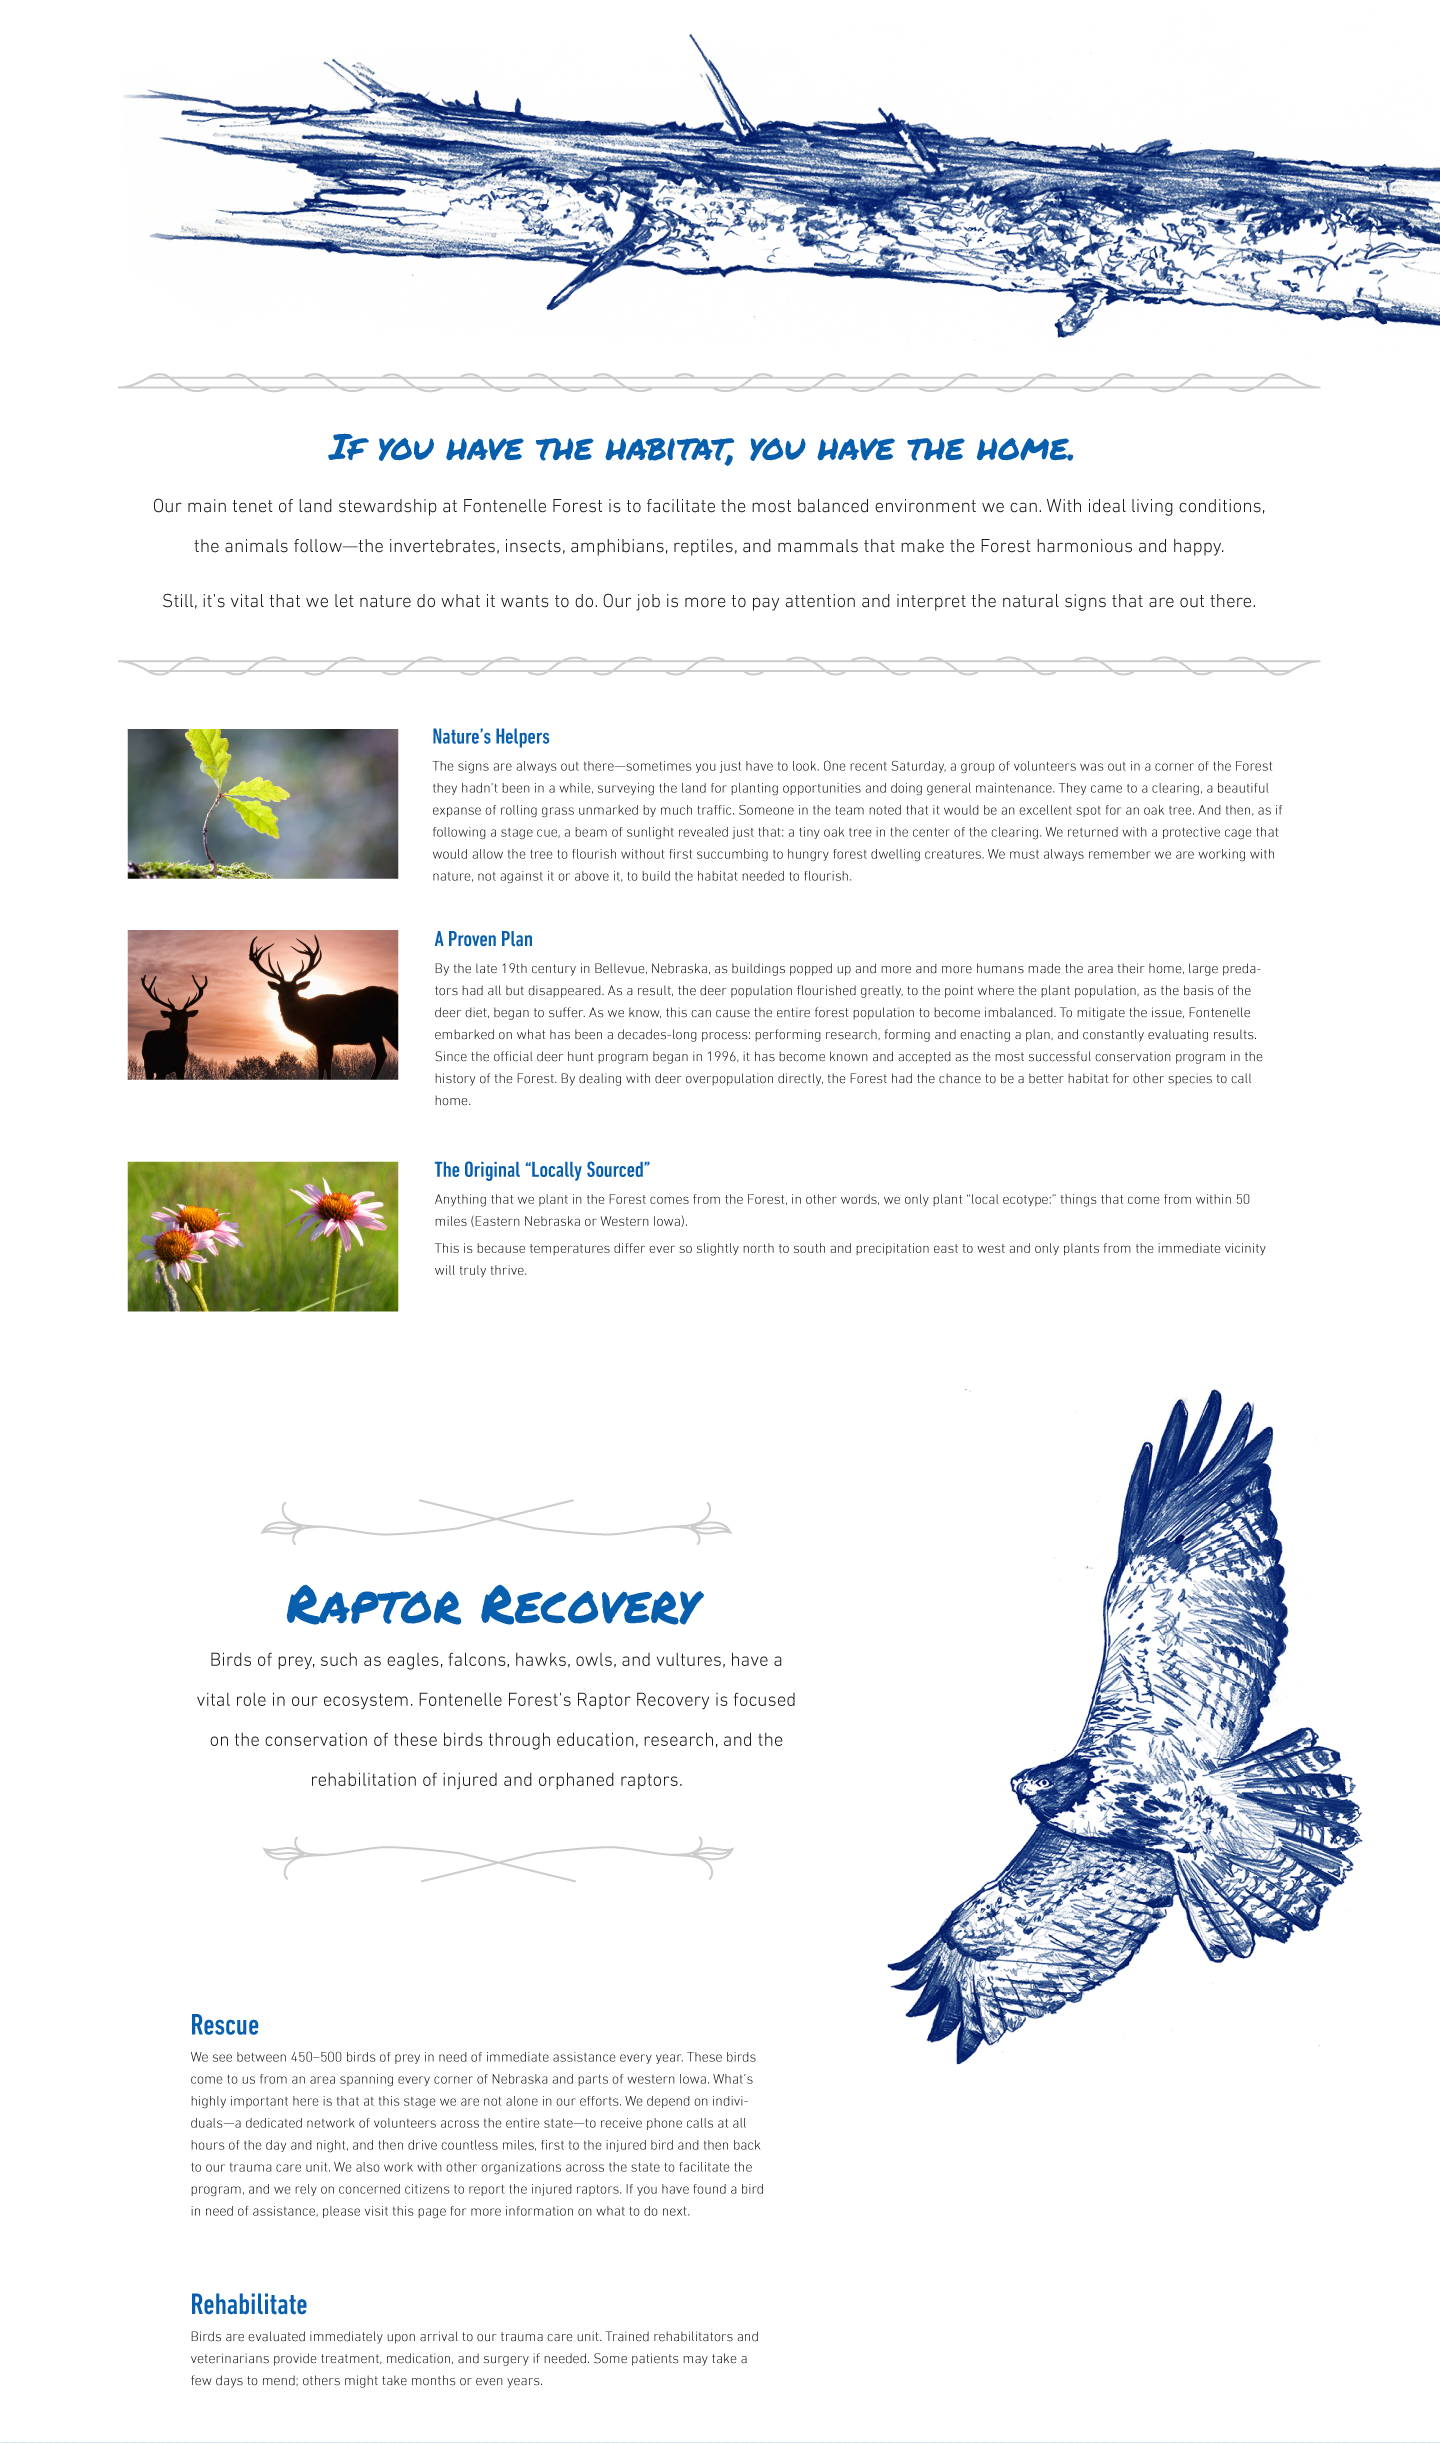 If you have the habitat, you have the home.
Our main tenet of land stewardship at Fontenelle Forest is to facilitate the most balanced environment we can. With ideal living conditions,
the animals follow—the invertebrates, insects, amphibians, reptiles, and mammals that make the Forest harmonious and happy.
Still, it's vital that we let nature do what it wants to do. Our job is more to pay attention and interpret the natural signs that are out there.
Nature's Helpers
The signs are always out there—sometimes you just have to look. One recent Saturday, a group of volunteers was out in a corner of the Forest
they hadn't been in a while, surveying the land for planting opportunities and doing general maintenance. They came to a clearing, a beautiful
expanse of rolling grass unmarked by much traffic. Someone in the team noted that it would be an excellent spot for an oak tree. And then, as if
following a stage cue, a beam of sunlight revealed just that: a tiny oak tree in the center of the clearing. We returned with a protective cage that
would allow the tree to flourish without first succumbing to hungry forest dwelling creatures. We must always remember we are working with
nature, not against it or above it, to build the habitat needed to flourish.
A Proven Plan
By the late 19th century in Bellevue, Nebraska, as buildings popped up and more and more humans made the area their home, large preda-
tors had all but disappeared. As a result, the deer population flourished greatly, to the point where the plant population, as the basis of the
deer diet, began to suffer. As we know, this can cause the entire forest population to become imbalanced. To mitigate the issue, Fontenelle
embarked on what has been a decades-long process: performing research, forming and enacting a plan, and constantly evaluating results.
Since the official deer hunt program began in 1996, it has become known and accepted as the most successful conservation program in the
history of the Forest. By dealing with deer overpopulation directly, the Forest had the chance to be a better habitat for other species to call
home.
The Original “Locally Sourced”
Anything that we plant in the Forest comes from the Forest, in other words, we only plant “local ecotype:” things that come from within 50
miles (Eastern Nebraska or Western Iowa).
This is because temperatures differ ever so slightly north to south and precipitation east to west and only plants from the immediate vicinity
will truly thrive.
Raptor Recovery
Birds of prey, such as eagles, falcons, hawks, owls, and vultures, have a
vital role in our ecosystem. Fontenelle Forest's Raptor Recovery is focused
on the conservation of these birds through education, research, and the
rehabilitation of injured and orphaned raptors.
Rescue
We see between 450–500 birds of prey in need of immediate assistance every year. These birds
come to us from an area spanning every corner of Nebraska and parts of western Iowa. What's
highly important here is that at this stage we are not alone in our efforts. We depend on indivi-
duals—a dedicated network of volunteers across the entire state—to receive phone calls at all
hours of the day and night, and then drive countless miles, first to the injured bird and then back
to our trauma care unit. We also work with other organizations across the state to facilitate the
program, and we rely on concerned citizens to report the injured raptors. If you have found a bird
in need of assistance, please visit this page for more information on what to do next.
Rehabilitate
Birds are evaluated immediately upon arrival to our trauma care unit. Trained rehabilitators and
veterinarians provide treatment, medication, and surgery if needed. Some patients may take a
few days to mend; others might take months or even years.